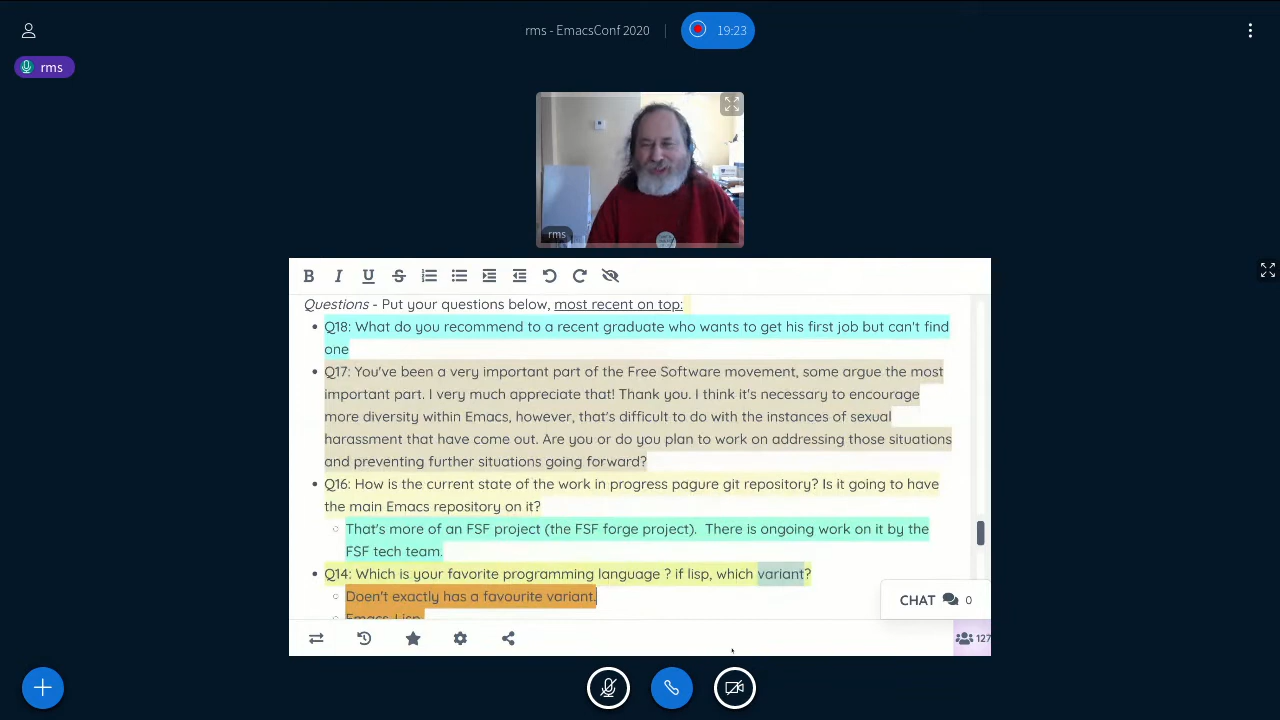 rms - EmacsConf 2020
19:23
rms
rms
Questions - Put your questions below, most recent on top:
Q18: What do you recommend to a recent graduate who wants to get his first job but can't find
one
Q17: You've been a very important part of the Free Software movement, some argue the most
important part. I very much appreciate that! Thank you. I think it's necessary to encourage
more diversity within Emacs, however, that's difficult to do with the instances of sexual
harassment that have come out. Are you or do you plan to work on addressing those situations
and preventing further situations going forward?
Q16: How is the current state of the work in progress pagure git repository? Is it going to have
the main Emacs repository on it?
That's more of an FSF project (the FSF forge project). There is ongoing work on it by the
FSF tech team.
Q14: Which is your favorite programming language ? if lisp, which variant?
Doen't exactly has a favourite variant.
Emacs Lisp
CHAT 0
127